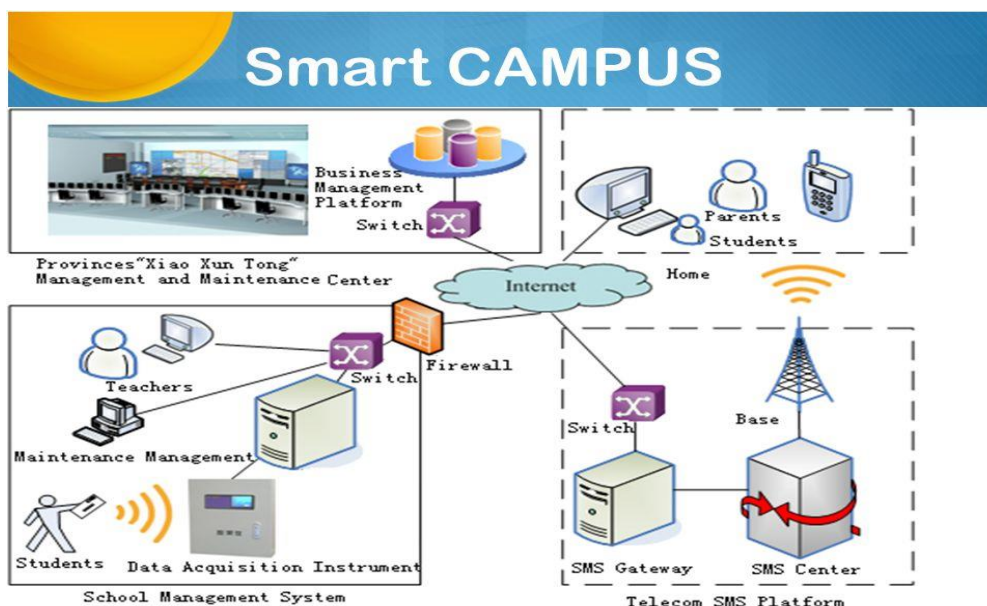 Smart CAMPUS
Business
Management
Platform
Switch
Provinces"Xiao Xun Tong"
Management and Maintenance Center
Parents
Students
Home
Internet
Teachers
Switch
Firewall
Maintenance Management
Students
Data Acquisition Instrument
School Management System
Switch
Base
SMS Gateway
SMS Center
Telecom SMS Platform